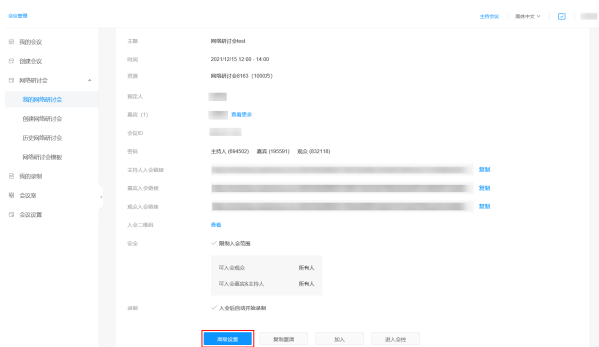 会议管理
主持会议 简体中文
我的会议
创建会议
网络研讨会
我的网络研讨会
创建网络研讨会
历史网络研讨会
网络研讨会模板
我的录制
会议室
会议设置
主题 网络研讨会test
时间 2021/12/15 12:00 - 14:00
资源 网络研讨会8163（1000方）
预定人
嘉宾（1） 查看更多
会议ID
密码 主持人 (694502) 嘉宾 (195591) 观众 (832118)
主持人入会链接 复制
嘉宾入会链接 复制
观众入会链接 复制
入会二维码 查看
安全 限制入会范围
可入会观众 所有人
可入会嘉宾&主持人 所有人
录制 入会后自动开始录制
高级设置 复制邀请 加入 进入会控